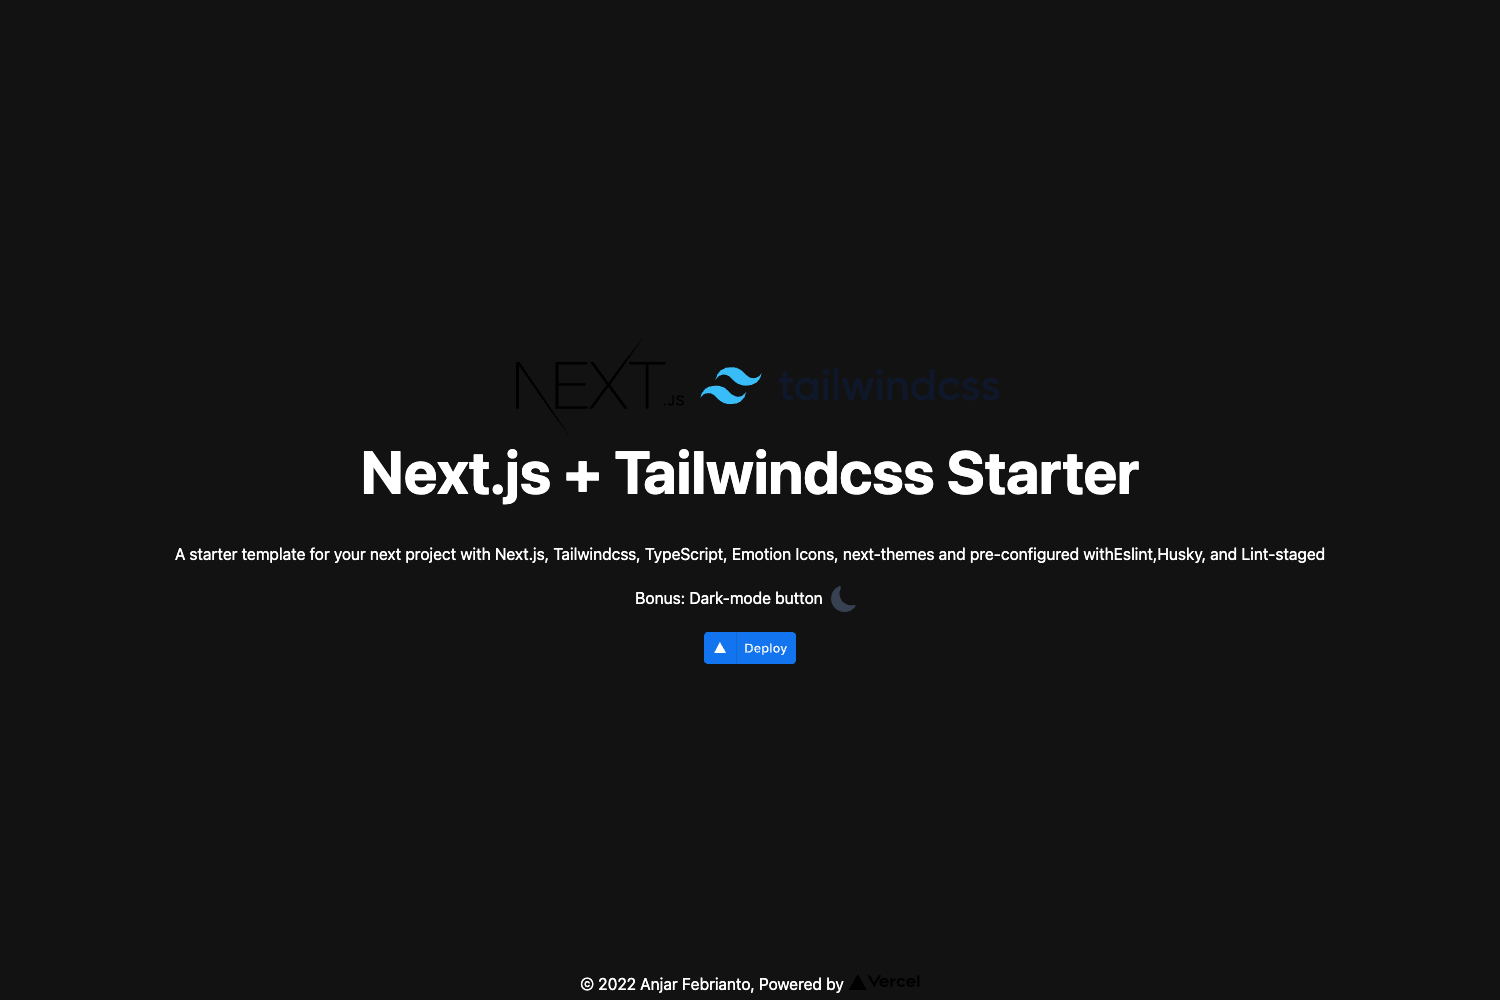 NEXT.JS tailwindcss
Next.js + Tailwindcss Starter
A starter template for your next project with Next.js, Tailwindcss, TypeScript, Emotion Icons, next-themes and pre-configured withEslint,Husky, and Lint-staged
Bonus: Dark-mode button
Deploy
© 2022 Anjar Febrianto, Powered by Vercel